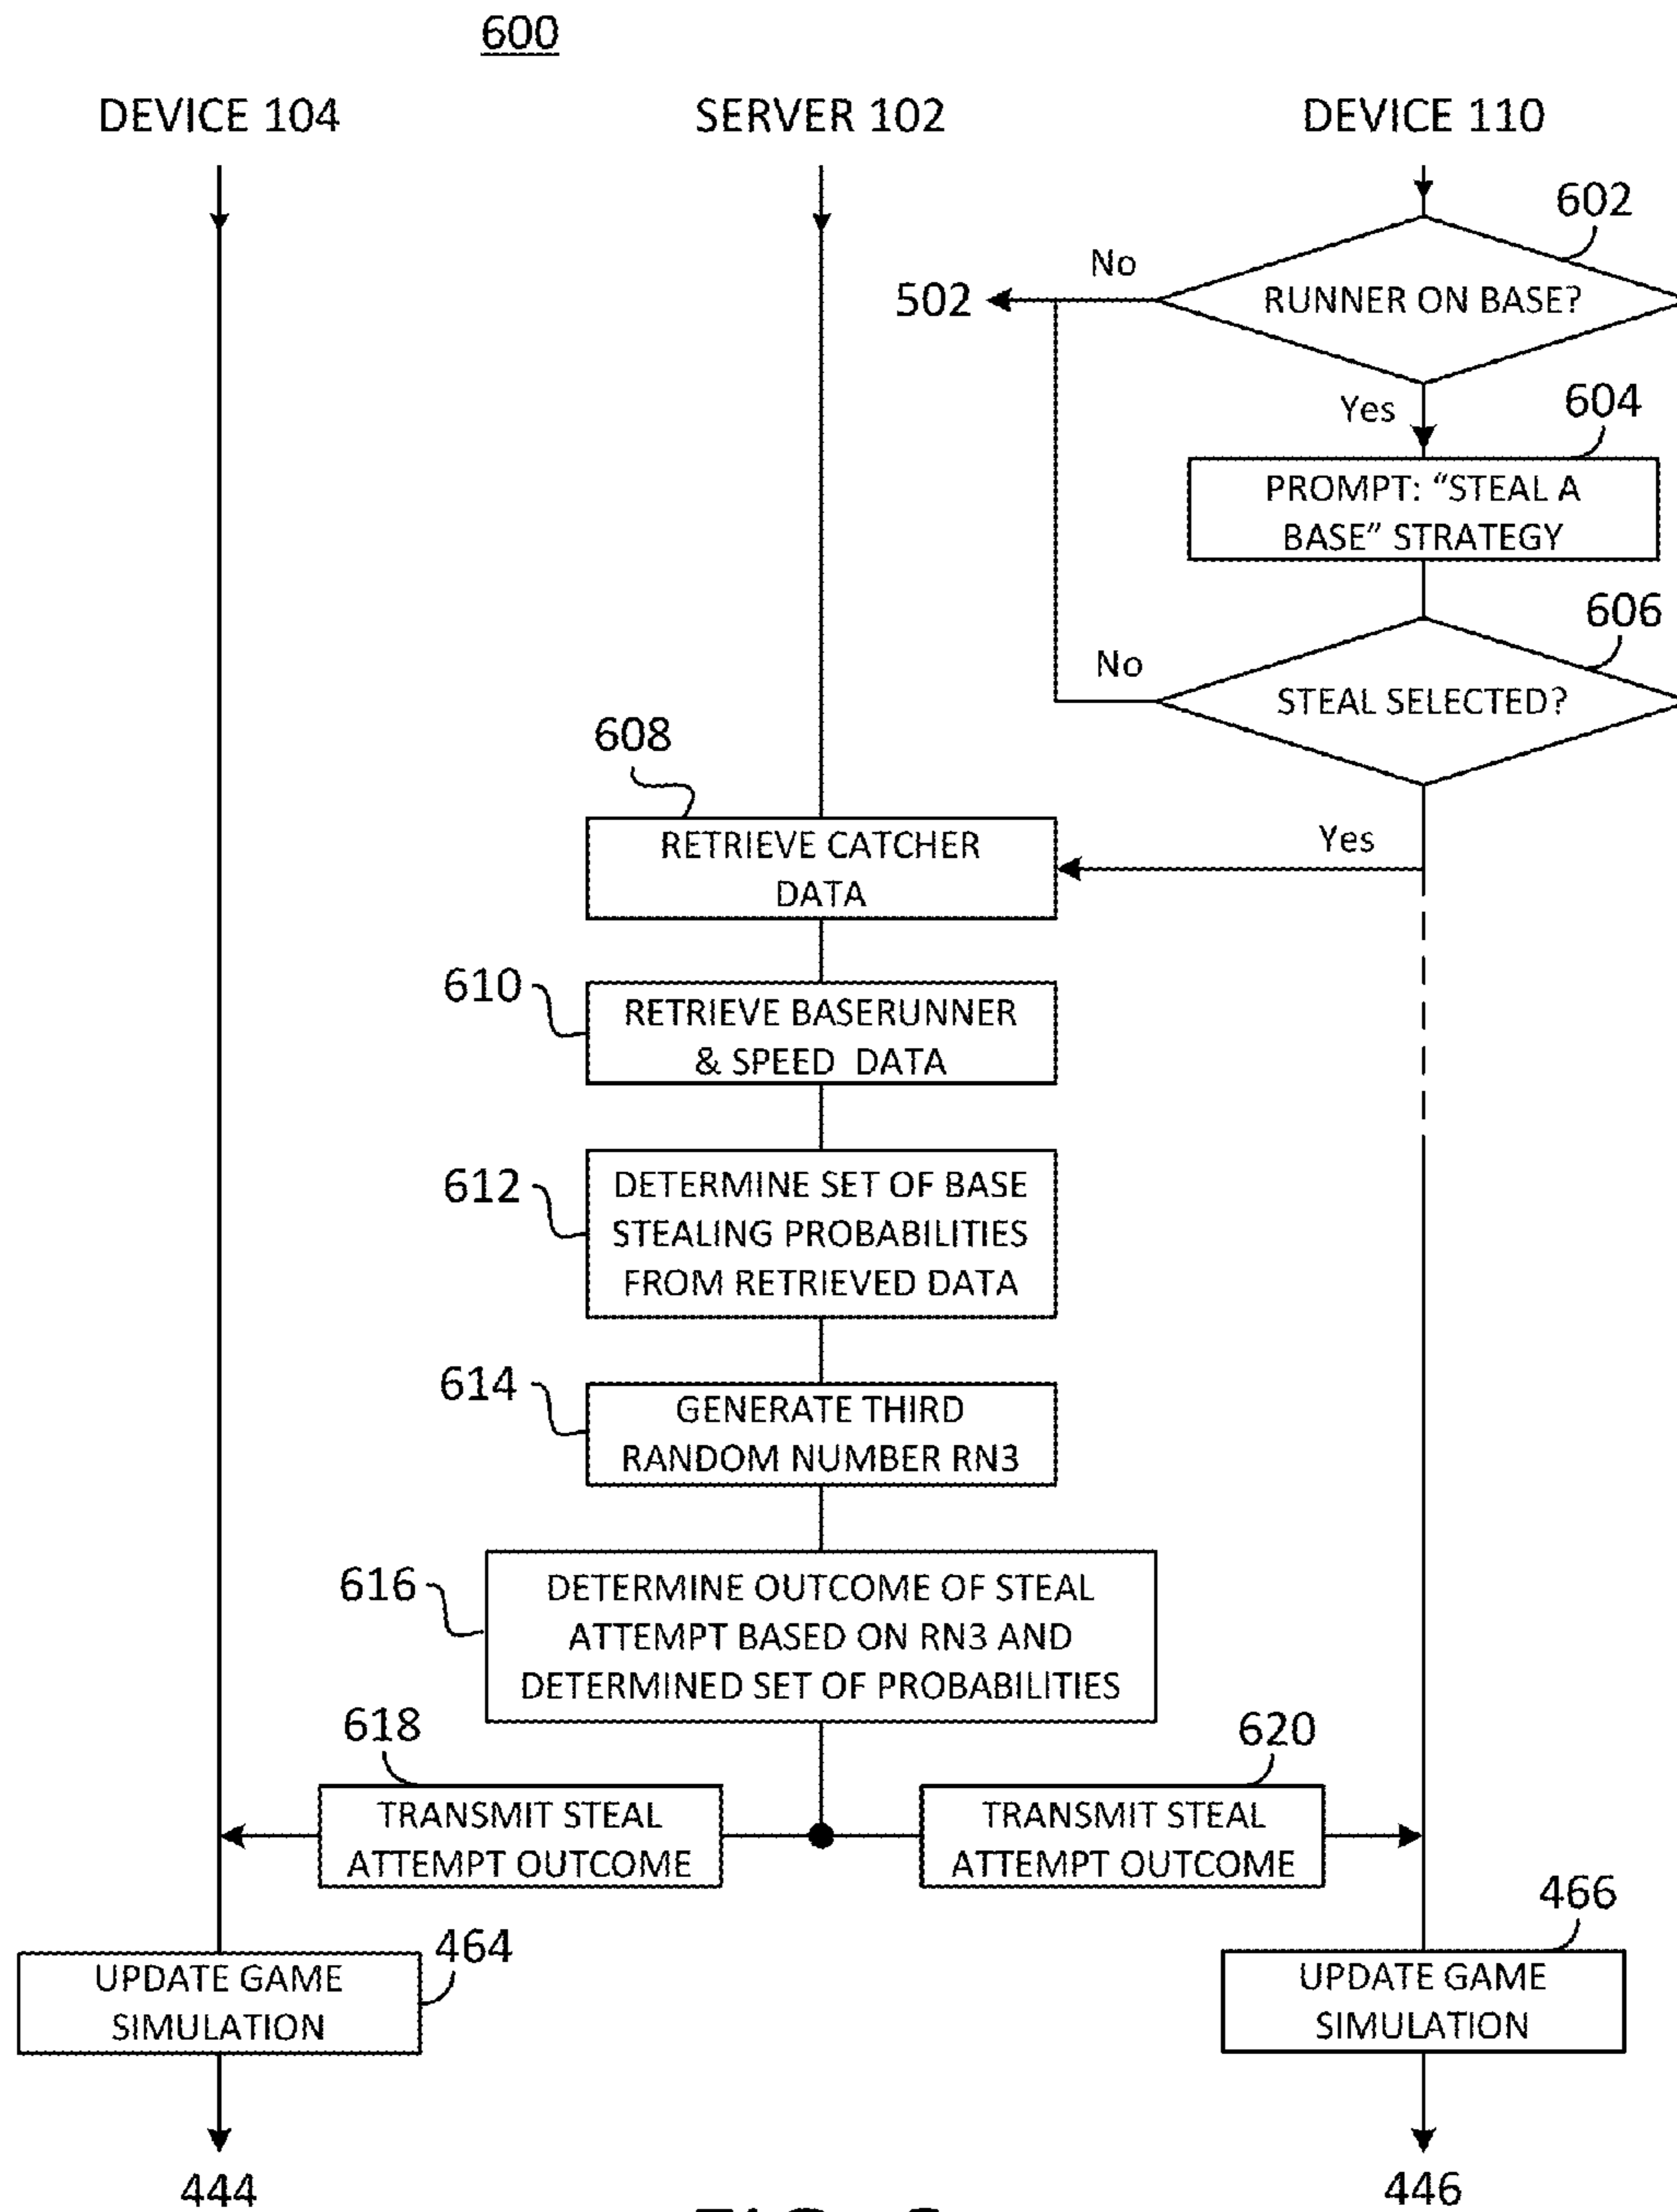 600
DEVICE 104
SERVER 102
DEVICE 110
602
No
502
RUNNER ON BASE?
Yes
604
PROMPT: “STEAL A
BASE” STRATEGY
606
No
STEAL SELECTED?
608
Yes
RETRIEVE CATCHER
DATA
610
RETRIEVE BASERUNNER
& SPEED DATA
612
DETERMINE SET OF BASE
STEALING PROBABILITIES
FROM RETRIEVED DATA
614
GENERATE THIRD
RANDOM NUMBER RN3
616
DETERMINE OUTCOME OF STEAL
ATTEMPT BASED ON RN3 AND
DETERMINED SET OF PROBABILITIES
618
620
TRANSMIT STEAL
ATTEMPT OUTCOME
TRANSMIT STEAL
ATTEMPT OUTCOME
464
466
UPDATE GAME
SIMULATION
UPDATE GAME
SIMULATION
444
446